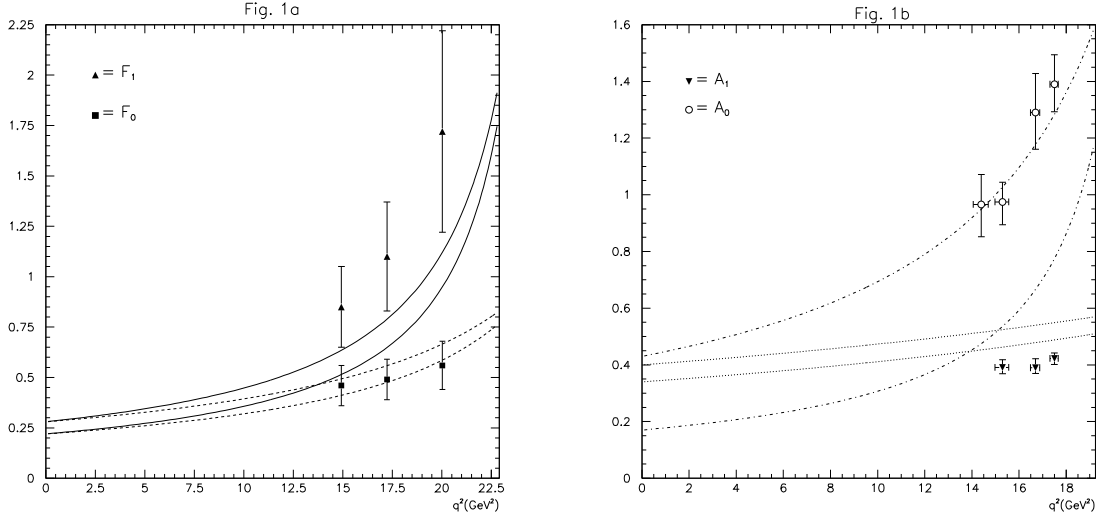 Fig. 1a
2.25
2
1.75
1.5
1.25
1
0.75
0.5
0.25
0
▲ = F₁
■ = F₀
0 2.5 5 7.5 10 12.5 15 17.5 20 22.5
q²(GeV²)
Fig. 1b
1.6
1.4
1.2
1
0.8
0.6
0.4
0.2
0
▼ = A₁
○ = A₀
0 2 4 6 8 10 12 14 16 18
q²(GeV²)